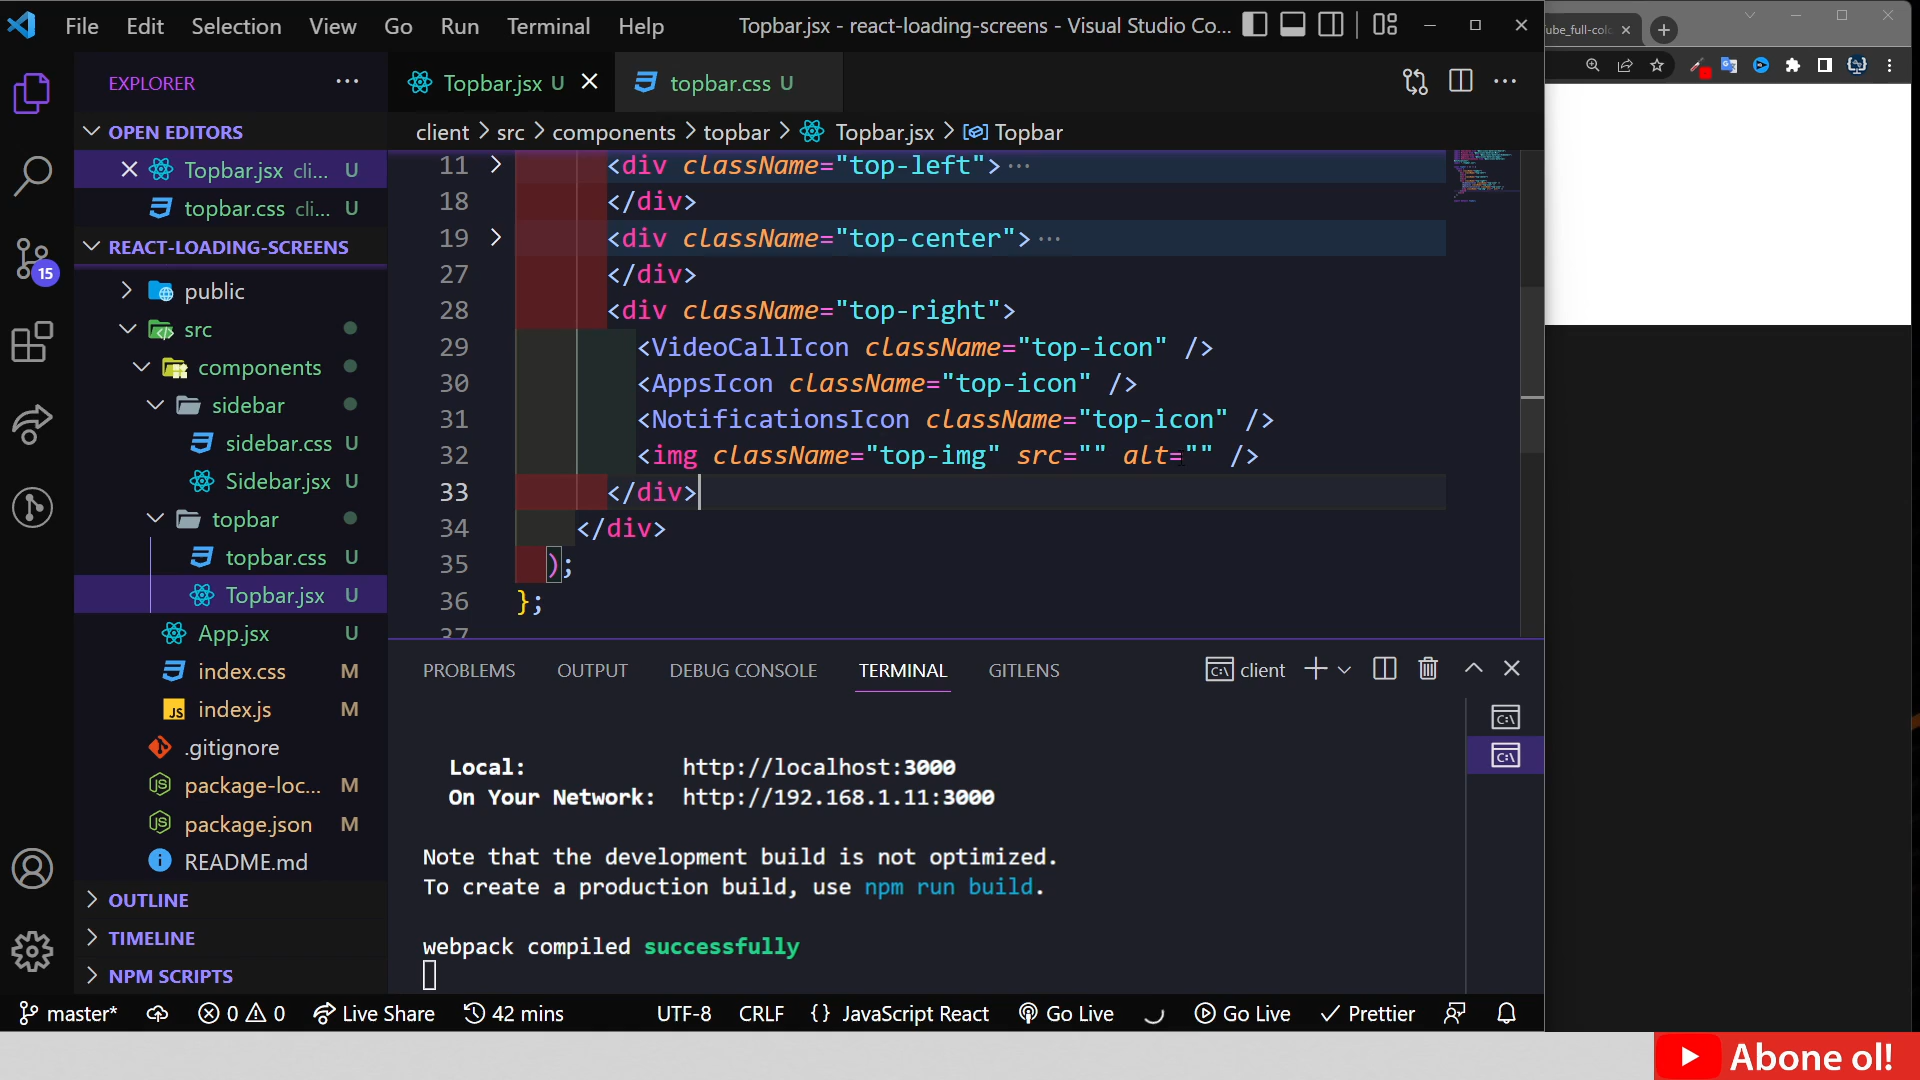 File Edit Selection View Go Run Terminal Help
Topbar.jsx - react-loading-screens - Visual Studio Co...
EXPLORER ...
Topbar.jsx U
topbar.css U
OPEN EDITORS
Topbar.jsx cli... U
topbar.css cli... U
REACT-LOADING-SCREENS
public
src
components
sidebar
sidebar.css U
Sidebar.jsx U
topbar
topbar.css U
Topbar.jsx U
App.jsx U
index.css M
JS index.js M
.gitignore
package-loc... M
package.json M
README.md
OUTLINE
TIMELINE
NPM SCRIPTS
15
client > src > components > topbar > Topbar.jsx > Topbar
11 <div className="top-left"> ...
18 </div>
19 <div className="top-center"> ...
27 </div>
28 <div className="top-right">
29 <VideoCallIcon className="top-icon" />
30 <AppsIcon className="top-icon" />
31 <NotificationsIcon className="top-icon" />
32 <img className="top-img" src="" alt="" />
33 </div>
34 </div>
35 );
36 };
37
PROBLEMS OUTPUT DEBUG CONSOLE TERMINAL GITLENS
client
Local: http://localhost:3000
On Your Network: http://192.168.1.11:3000
Note that the development build is not optimized.
To create a production build, use npm run build.
webpack compiled successfully
master* 0 0 Live Share 42 mins UTF-8 CRLF {} JavaScript React Go Live Go Live Prettier
Abone ol!